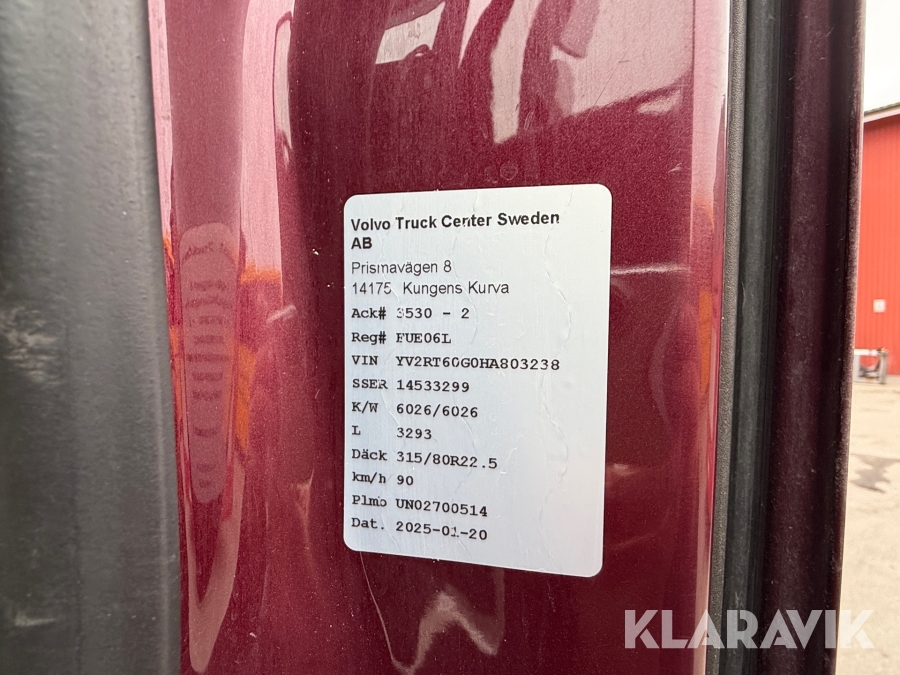 Volvo Truck Center Sweden
AB
Prismavägen 8
14175 Kungens Kurva
Ack# 3530 - 2
Reg# FUE06L
VIN YV2RT60G0HA803238
SSER 14533299
K/W 6026/6026
L 3293
Däck 315/80R22.5
km/h 90
Plmb UN02700514
Dat. 2025-01-20
KLARAVIK